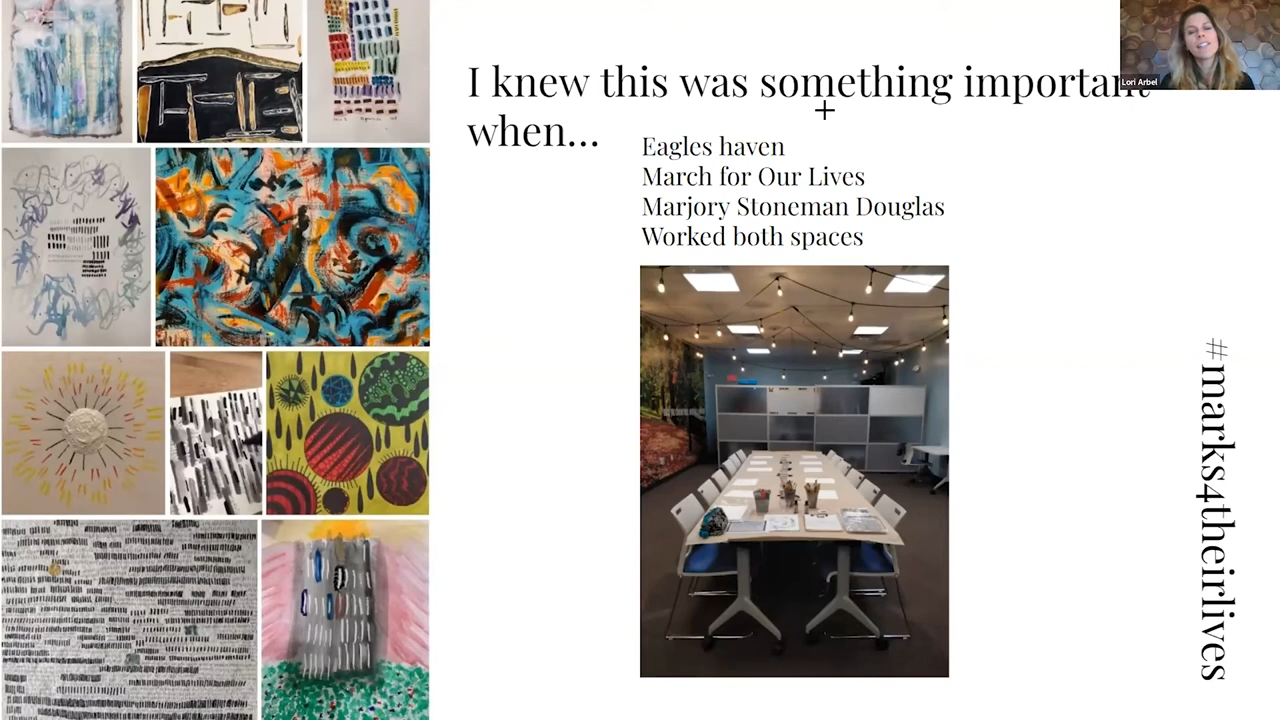 I knew this was something important
when...
Eagles haven
March for Our Lives
Marjory Stoneman Douglas
Worked both spaces
Lori Arbel
#marks4theirlives